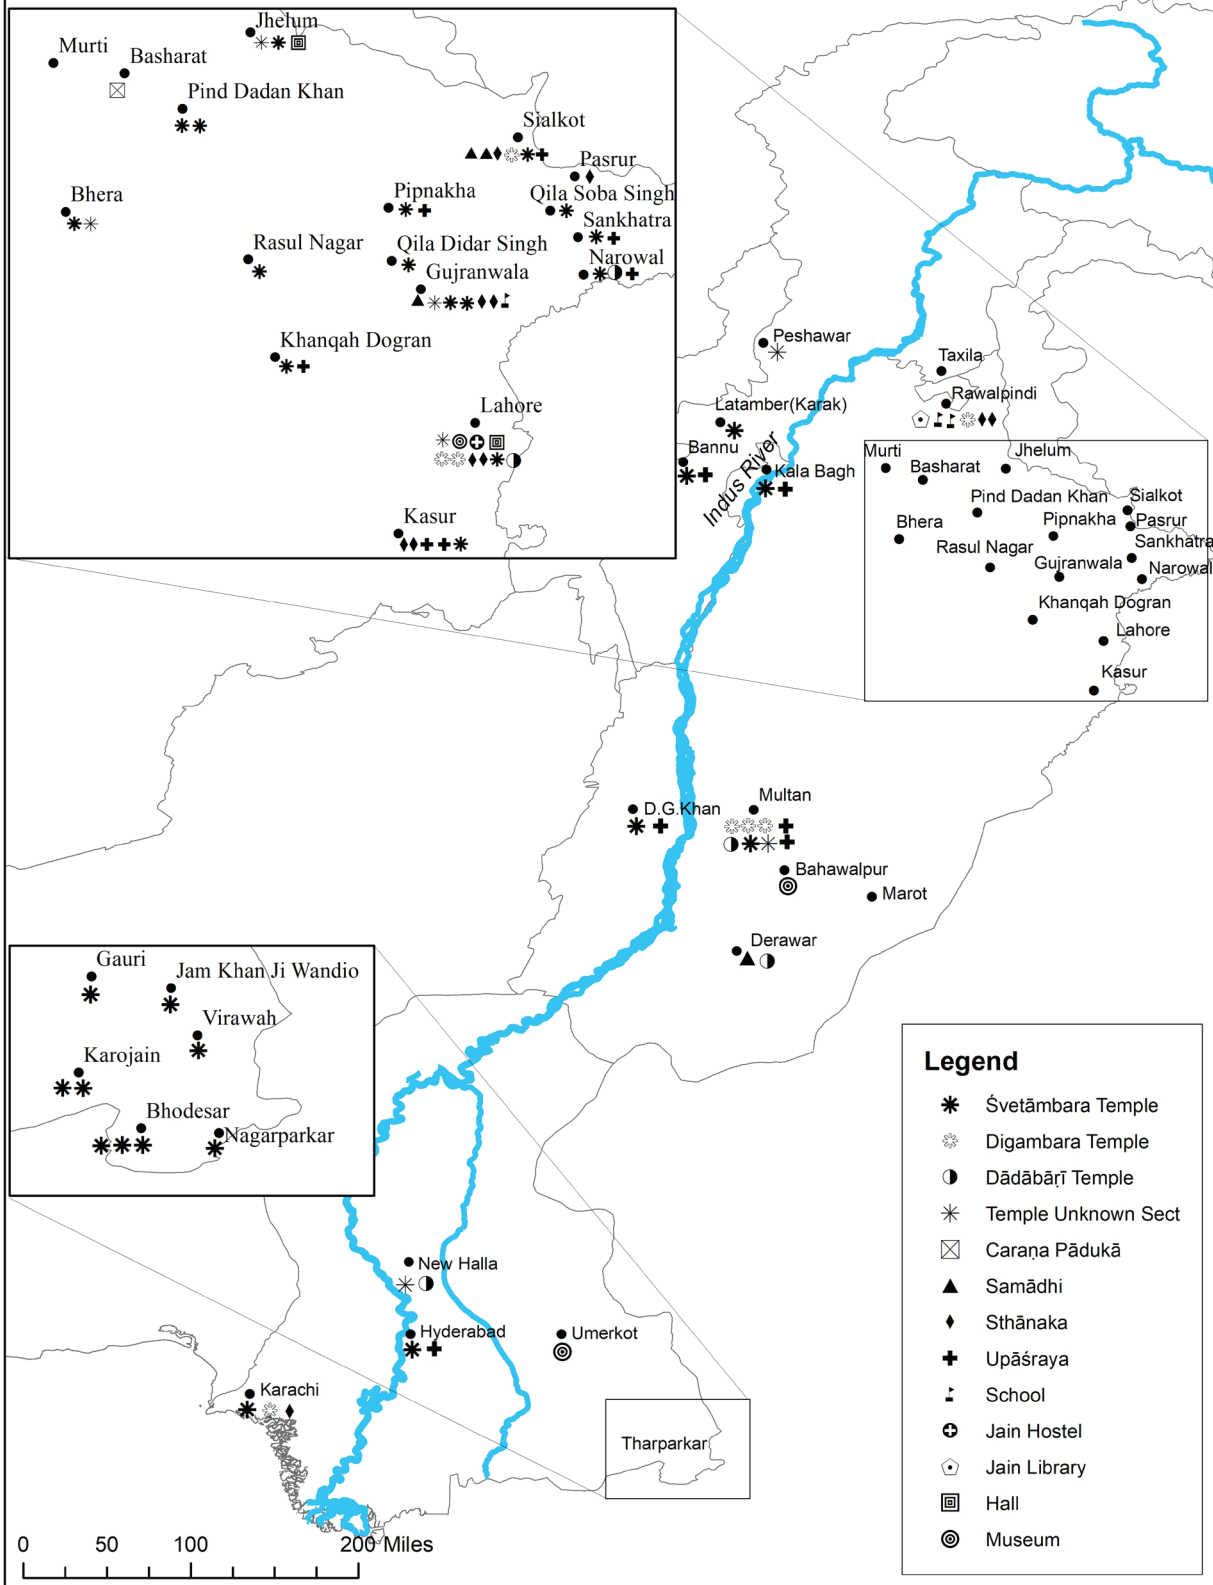 Jhelum
Murti
Basharat
Pind Dadan Khan
Sialkot
Pasrur
Bhera
Pipnakha
Qila Soba Singh
Sankhatra
Rasul Nagar
Qila Didar Singh
Narowal
Gujranwala
Khanqah Dogran
Lahore
Kasur
Peshawar
Taxila
Rawalpindi
Latamber(Karak)
Bannu
Kala Bagh
Indus River
Murti
Jhelum
Basharat
Pind Dadan Khan
Sialkot
Bhera
Pipnakha
Pasrur
Rasul Nagar
Sankhatra
Gujranwala
Narowal
Khanqah Dogran
Lahore
Kasur
D.G.Khan
Multan
Bahawalpur
Marot
Derawar
Gauri
Jam Khan Ji Wandio
Virawah
Karojain
Bhodesar
Nagarparkar
New Halla
Hyderabad
Umerkot
Karachi
Tharparkar
Legend
Śvetāmbara Temple
Digambara Temple
Dādābāṛī Temple
Temple Unknown Sect
Caraṇa Pādukā
Samādhi
Sthānaka
Upāśraya
School
Jain Hostel
Jain Library
Hall
Museum
0 50 100 200 Miles